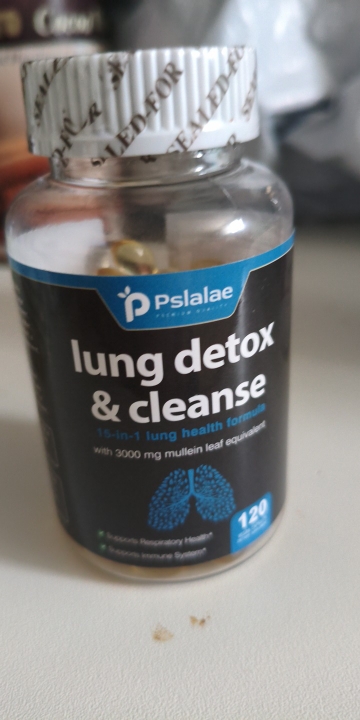 SEALED FOR
Pslalae
PREMIUM QUALITY
lung detox
& cleanse
15-in-1 lung health formula
with 3000 mg mullein leaf equivalent
120
Supports Respiratory Health*
Supports Immune System*